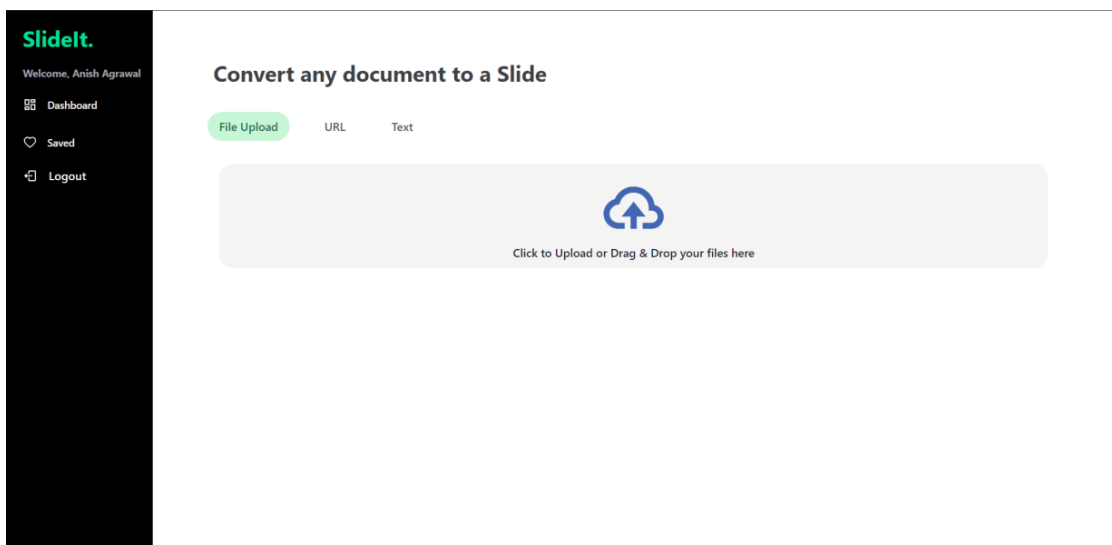 SlideIt.
Welcome, Anish Agrawal
Dashboard
Saved
Logout
Convert any document to a Slide
File Upload
URL
Text
Click to Upload or Drag & Drop your files here